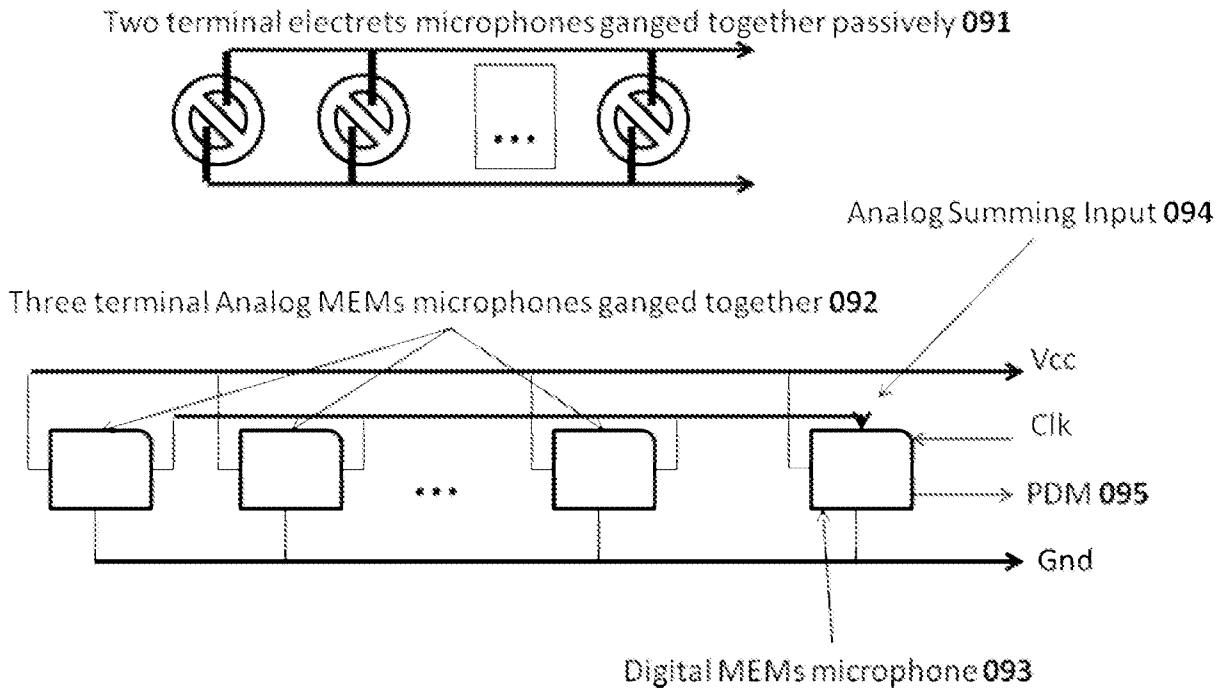 Two terminal electrets microphones ganged together passively 091
...
Analog Summing Input 094
Three terminal Analog MEMs microphones ganged together 092
Vcc
Clk
...
PDM 095
Gnd
Digital MEMs microphone 093